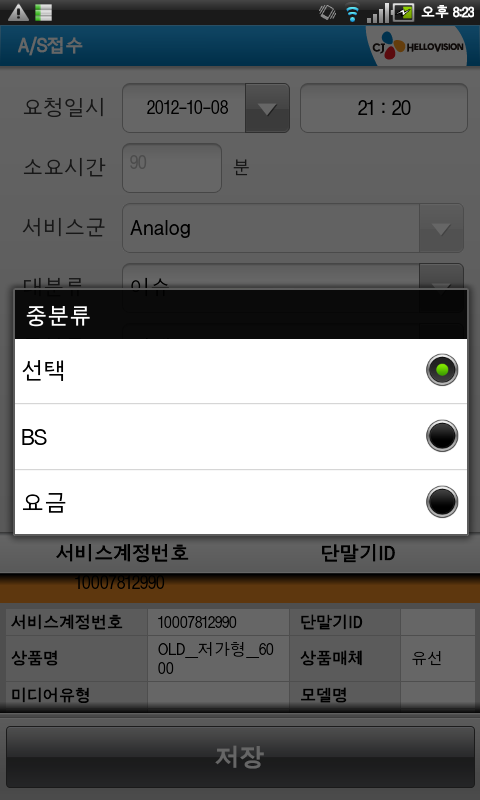 오후 8:23
A/S접수
CJ HELLOVISION
요청일시 2012-10-08 21 : 20
소요시간 90 분
서비스군 Analog
대분류 이슈
중분류
선택
BS
요금
서비스계정번호 단말기ID
10007812990
서비스계정번호 10007812990 단말기ID
상품명 OLD_저가형_60
00 상품매체 유선
미디어유형 모델명
저장